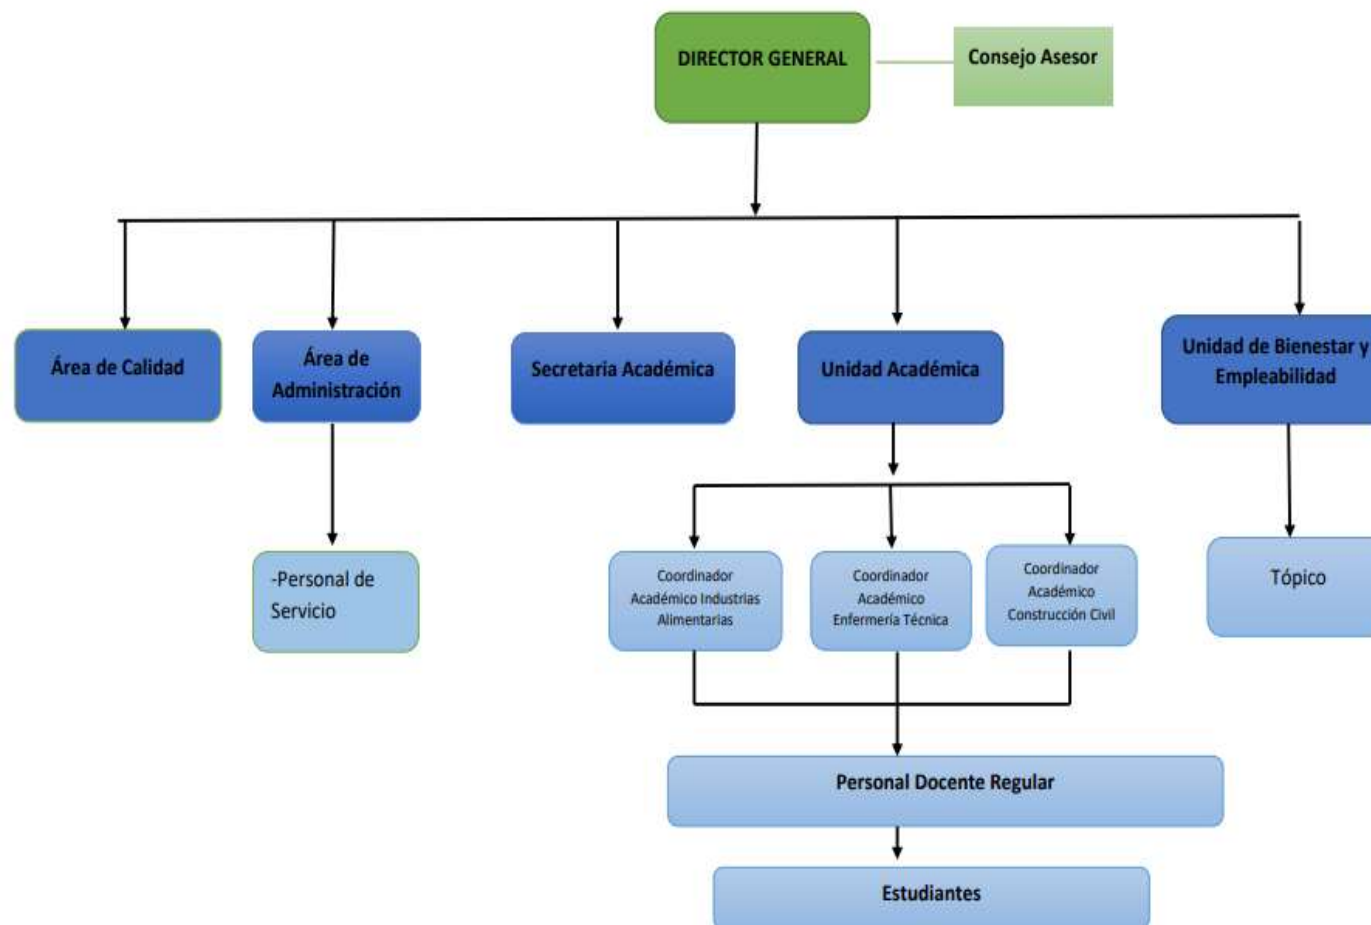 DIRECTOR GENERAL
Consejo Asesor
Área de Calidad
Área de
Administración
Secretaria Académica
Unidad Académica
Unidad de Bienestar y
Empleabilidad
-Personal de
Servicio
Coordinador
Académico Industrias
Alimentarias
Coordinador
Académico
Enfermería Técnica
Coordinador
Académico
Construcción Civil
Tópico
Personal Docente Regular
Estudiantes